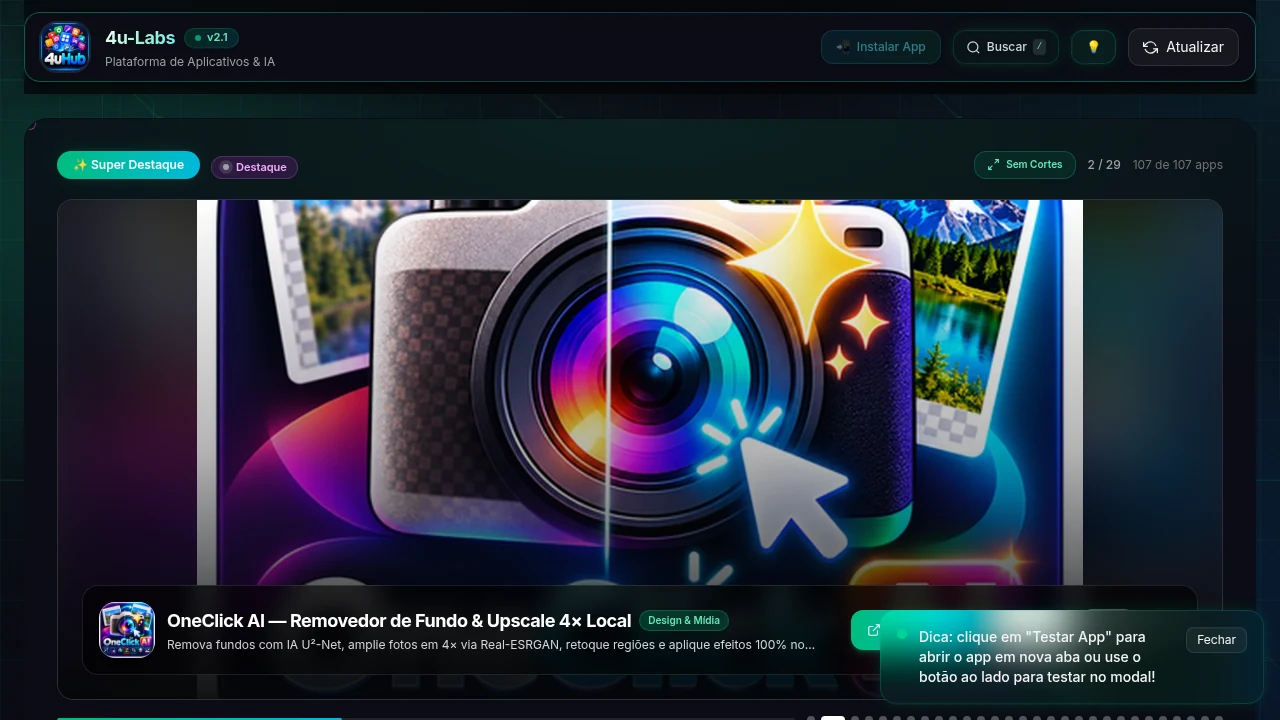 4uHub
4u-Labs
v2.1
Plataforma de Aplicativos & IA
Instalar App
Buscar /
Atualizar
Super Destaque
Destaque
Sem Cortes
2 / 29
107 de 107 apps
OneClick AI
OneClick AI — Removedor de Fundo & Upscale 4× Local
Design & Mídia
Remova fundos com IA U²-Net, amplie fotos em 4× via Real-ESRGAN, retoque regiões e aplique efeitos 100% no...
Dica: clique em "Testar App" para
abrir o app em nova aba ou use o
botão ao lado para testar no modal!
Fechar